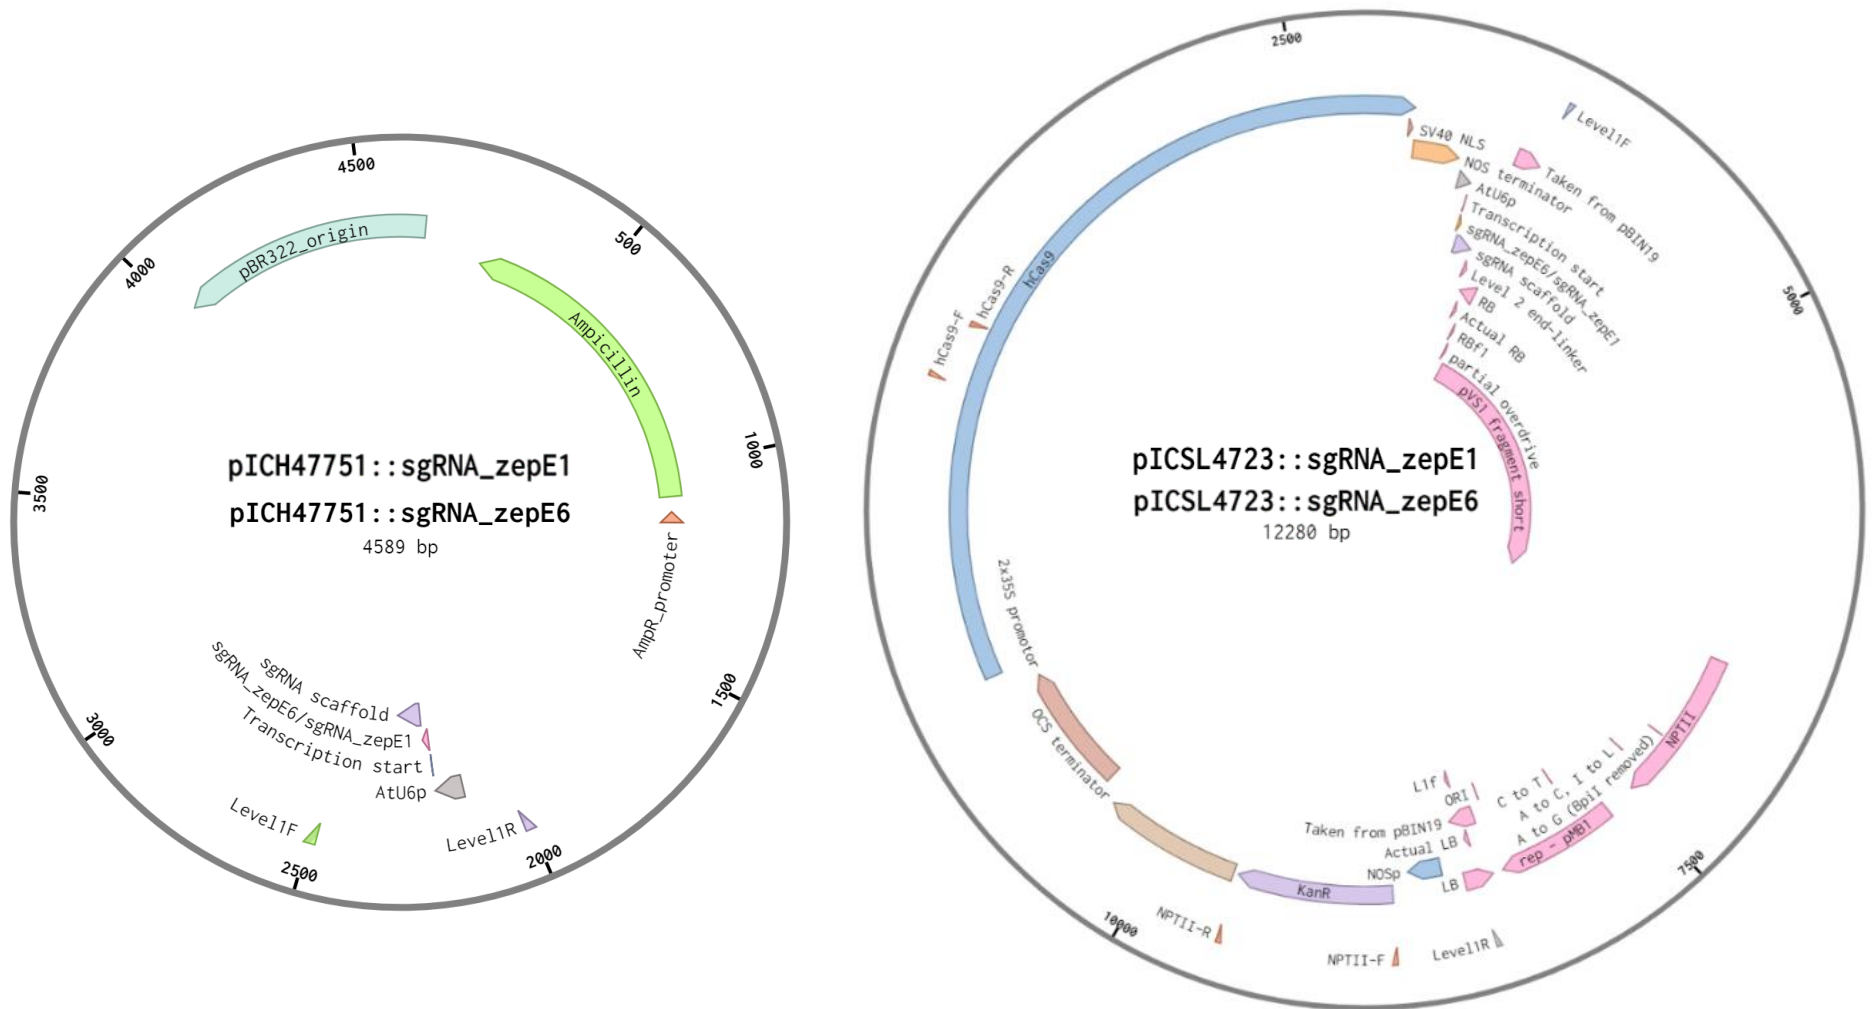 4500
500
1000
1500
2000
2500
3000
3500
4000
pBR322_origin
Ampicillin
AmpR_promoter
pICH47751::sgRNA_zepE1
pICH47751::sgRNA_zepE6
4589 bp
sgRNA scaffold
sgRNA_zepE6/sgRNA_zepE1
Transcription start
AtU6p
Level1F
Level1R
2500
5000
7500
10000
Level1F
SV40 NLS
Taken from pBIN19
NOS terminator
AtU6p
Transcription start
sgRNA_zepE6/sgRNA_zepE1
sgRNA scaffold
Level 2 end-linker
RB
Actual RB
RBf1
partial overdrive
pVS1 fragment short
hCas9
hCas9-R
hCas9-F
pICSL4723::sgRNA_zepE1
pICSL4723::sgRNA_zepE6
12280 bp
2x35S promotor
OCS terminator
NPTII
A to C, I to L
A to G (BpiI removed)
C to T
rep - pMB1
L1f
ORI
Taken from pBIN19
Actual LB
NOSp
LB
KanR
NPTII-R
NPTII-F
Level1R